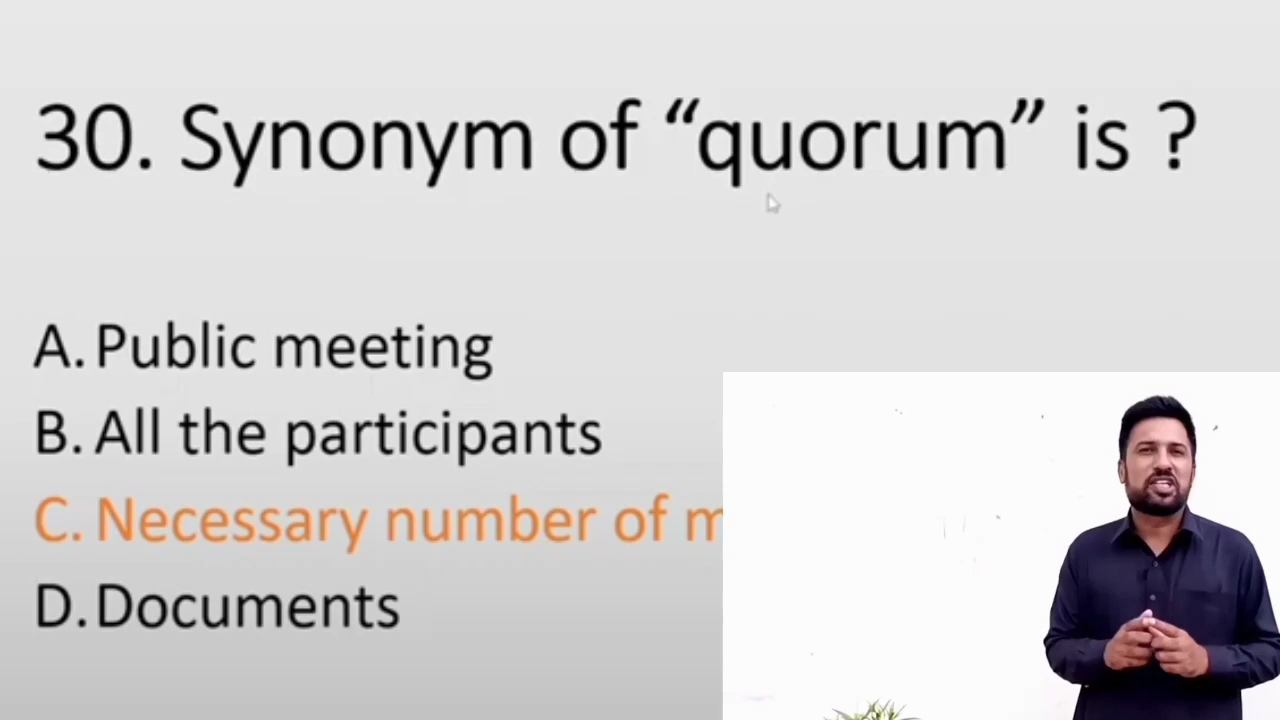 30. Synonym of “quorum” is ?
A. Public meeting
B. All the participants
C. Necessary number of
D. Documents